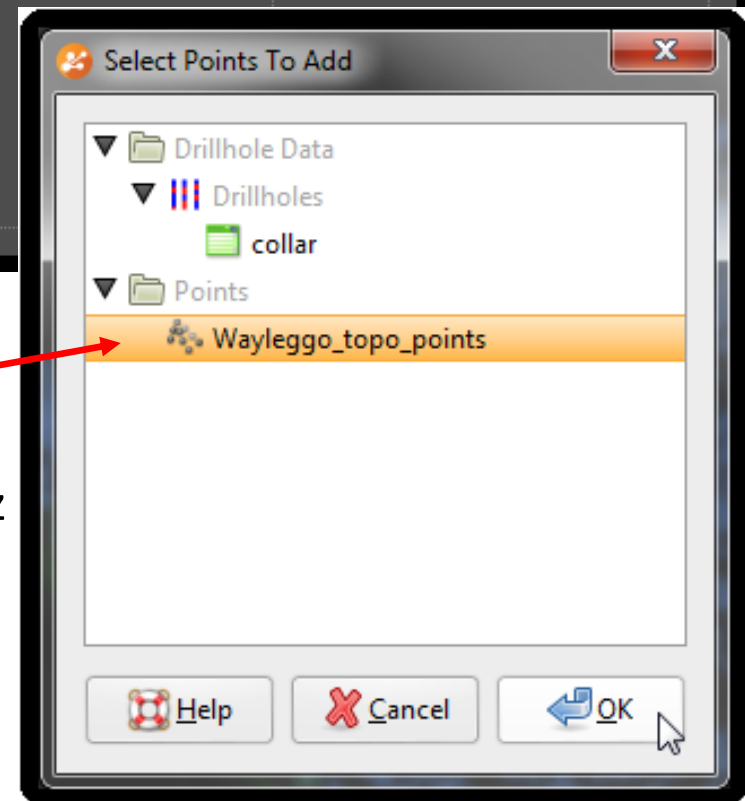 Select Points To Add
Drillhole Data
Drillholes
collar
Points
Wayleggo_topo_points
z
Help
Cancel
OK